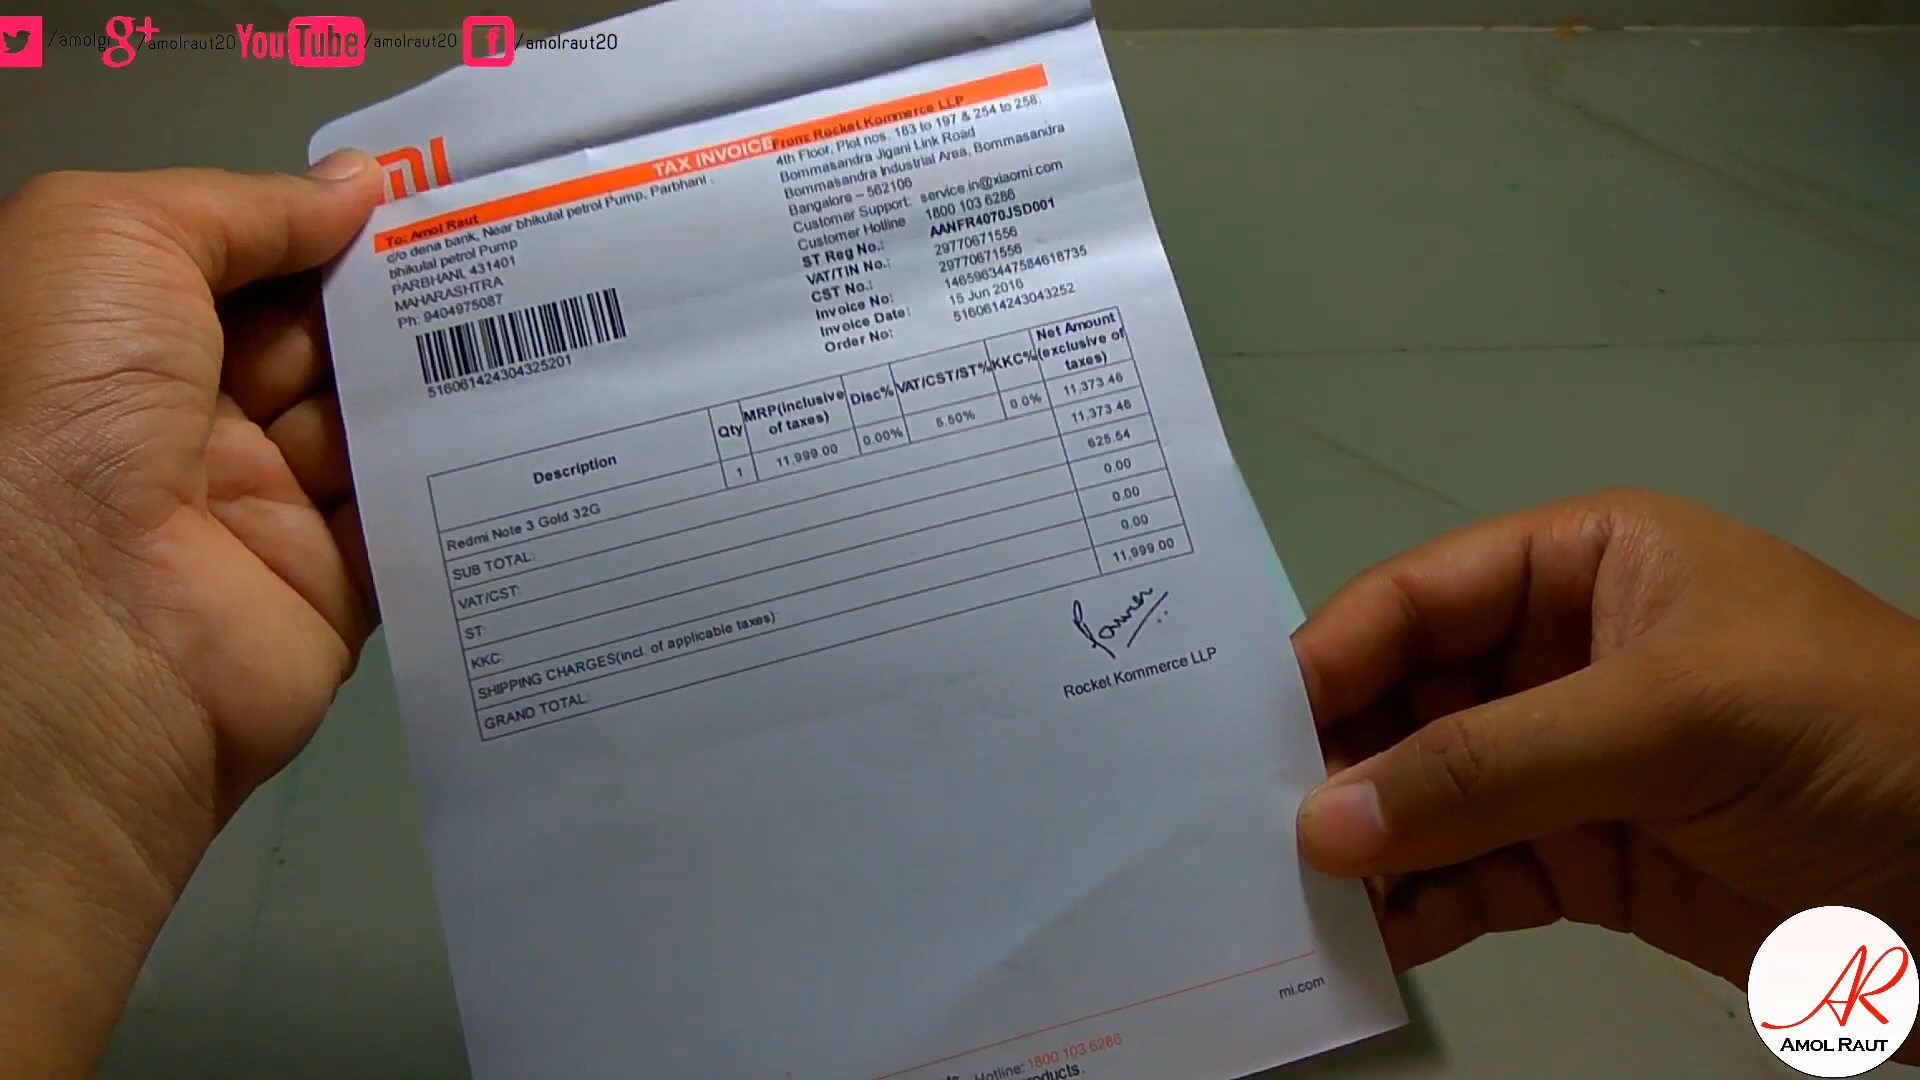 /amolgr
g+ /amolraut20
YouTube /amolraut20
f /amolraut20
MI
TAX INVOICE
To: Amol Raut
c/o dena bank, Near bhikulal petrol Pump, Parbhani .
bhikulal petrol Pump
PARBHANI, 431401
MAHARASHTRA
Ph: 9404975087
516061424304325201
From: Rocket Kommerce LLP
4th Floor, Plot nos. 163 to 197 & 254 to 258,
Bommasandra Jigani Link Road
Bommasandra Industrial Area, Bommasandra
Bangalore – 562106
Customer Support: service.in@xiaomi.com
Customer Hotline 1800 103 6286
ST Reg No.: AANFR4070JSD001
VAT/TIN No.: 29770671556
CST No.: 29770671556
Invoice No: 1465963447584618735
Invoice Date: 15 Jun 2016
Order No: 5160614243043252
Description Qty MRP(inclusive of taxes) Disc% VAT/CST/ST% KKC% Net Amount (exclusive of taxes)
Redmi Note 3 Gold 32G 1 11,999.00 0.00% 5.50% 0.0% 11,373.46
SUB TOTAL: 11,373.46
VAT/CST: 625.54
ST: 0.00
KKC: 0.00
SHIPPING CHARGES(incl. of applicable taxes): 0.00
GRAND TOTAL: 11,999.00
Rocket Kommerce LLP
mi.com
Hotline: 1800 103 6286
AR
AMOL RAUT